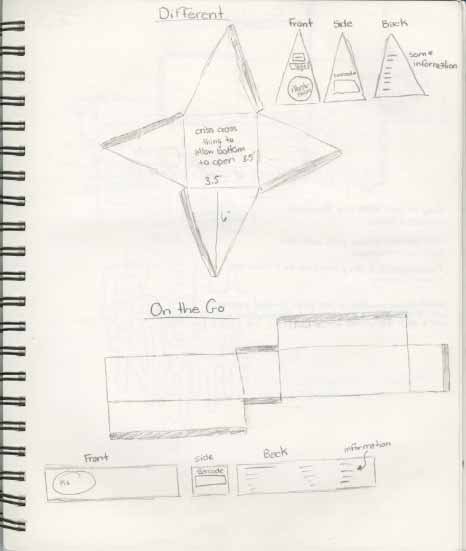 Different
Front
Side
Back
some
information
barcode
criss cross
thing to
allow bottom
to open
3.5
3.5"
6"
On the Go
Front
side
Back
information
Barcode